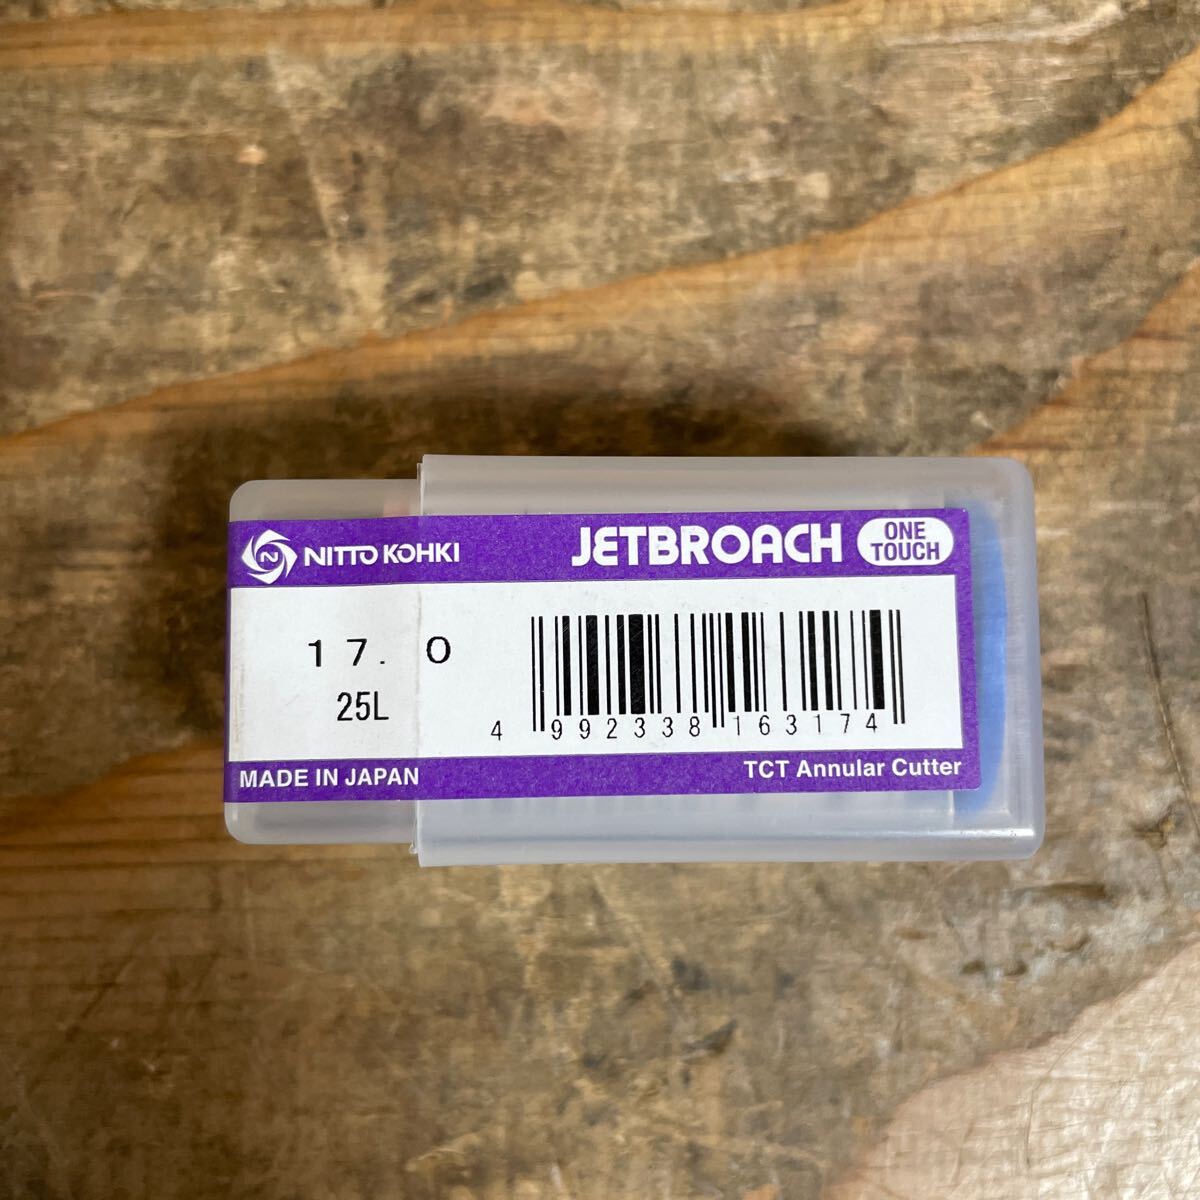 NITTO KOHKI
JETBROACH
ONE
TOUCH
17.0
25L
4 992338 163174
MADE IN JAPAN
TCT Annular Cutter